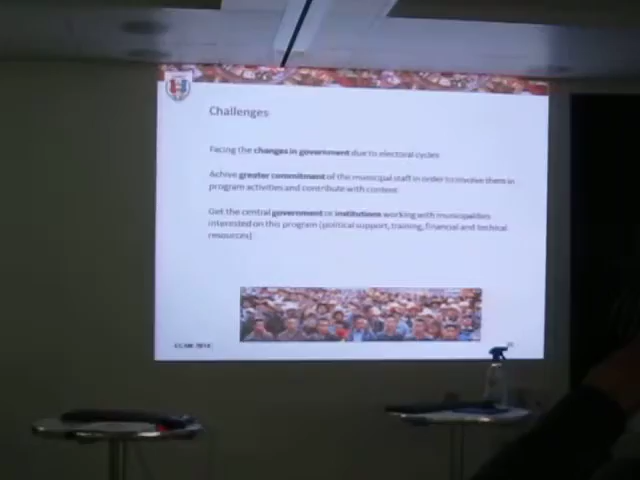 Challenges
Facing the changes in government due to electoral cycles
Achive greater commitment of the municipal staff in order to involve them in
program activities and contribute with content
Get the central government or institutions working with municipalities
interested on this program (political support, training, financial and techical
resources)